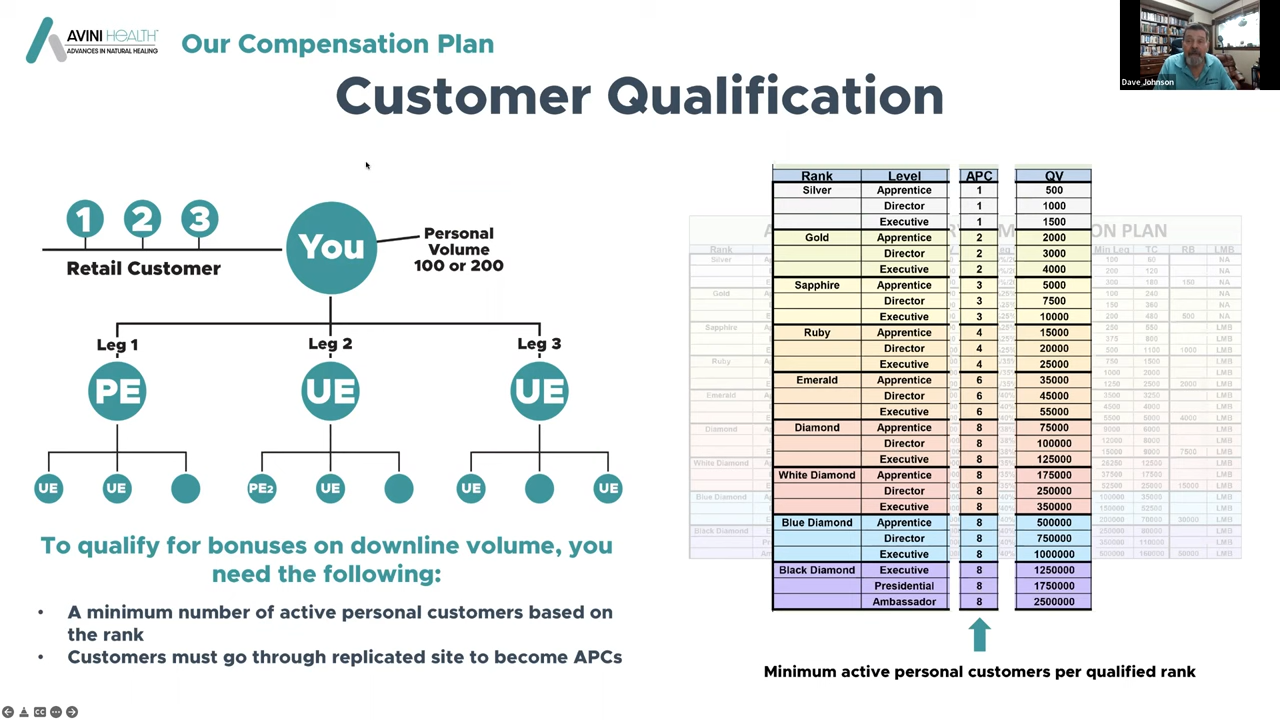 AVINI HEALTH
ADVANCES IN NATURAL HEALING
Our Compensation Plan
Customer Qualification
Dave Johnson
1 2 3
Retail Customer
You
Personal
Volume
100 or 200
Leg 1 Leg 2 Leg 3
PE UE UE
UE UE PE2 UE UE UE
To qualify for bonuses on downline volume, you
need the following:
• A minimum number of active personal customers based on
the rank
• Customers must go through replicated site to become APCs
Rank Level APC QV
Silver Apprentice 1 500
Director 1 1000
Executive 1 1500
Gold Apprentice 2 2000
Director 2 3000
Executive 2 4000
Sapphire Apprentice 3 5000
Director 3 7500
Executive 3 10000
Ruby Apprentice 4 15000
Director 4 20000
Executive 4 25000
Emerald Apprentice 6 35000
Director 6 45000
Executive 6 55000
Diamond Apprentice 8 75000
Director 8 100000
Executive 8 125000
White Diamond Apprentice 8 175000
Director 8 250000
Executive 8 350000
Blue Diamond Apprentice 8 500000
Director 8 750000
Executive 8 1000000
Black Diamond Executive 8 1250000
Presidential 8 1750000
Ambassador 8 2500000
Minimum active personal customers per qualified rank